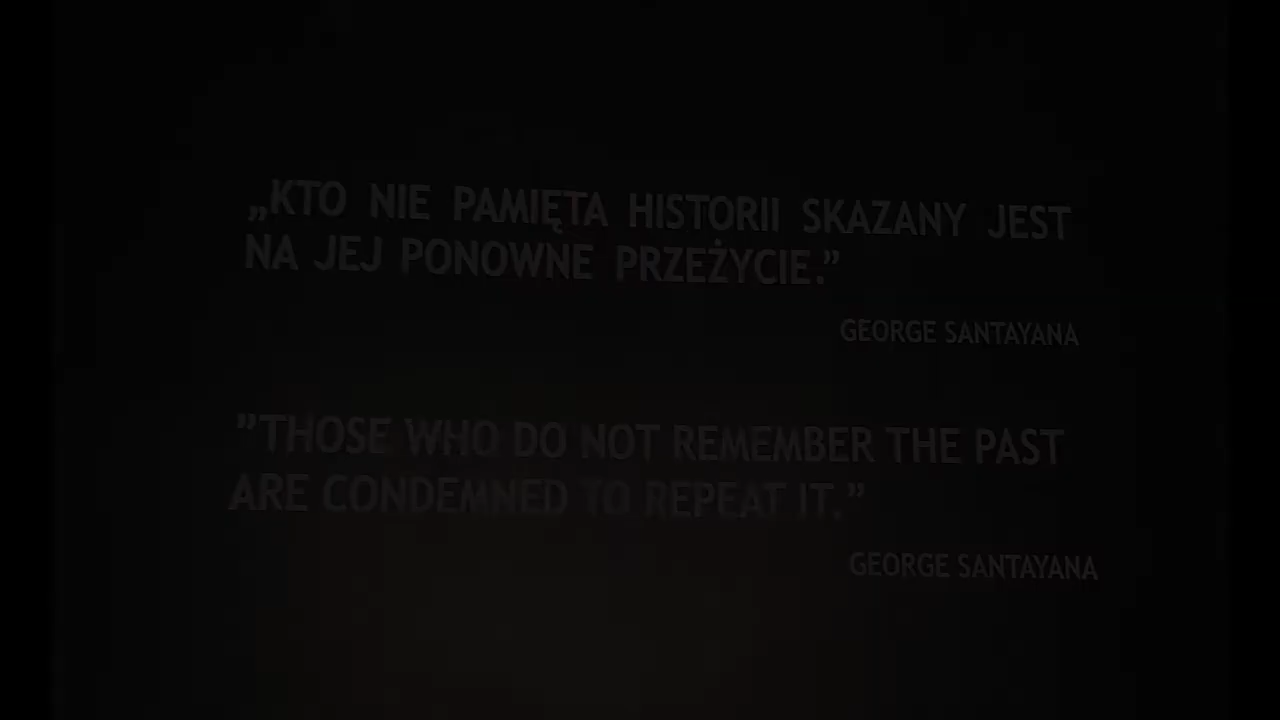 „KTO NIE PAMIĘTA HISTORII SKAZANY JEST
NA JEJ PONOWNE PRZEŻYCIE.”
GEORGE SANTAYANA
”THOSE WHO DO NOT REMEMBER THE PAST
ARE CONDEMNED TO REPEAT IT.”
GEORGE SANTAYANA